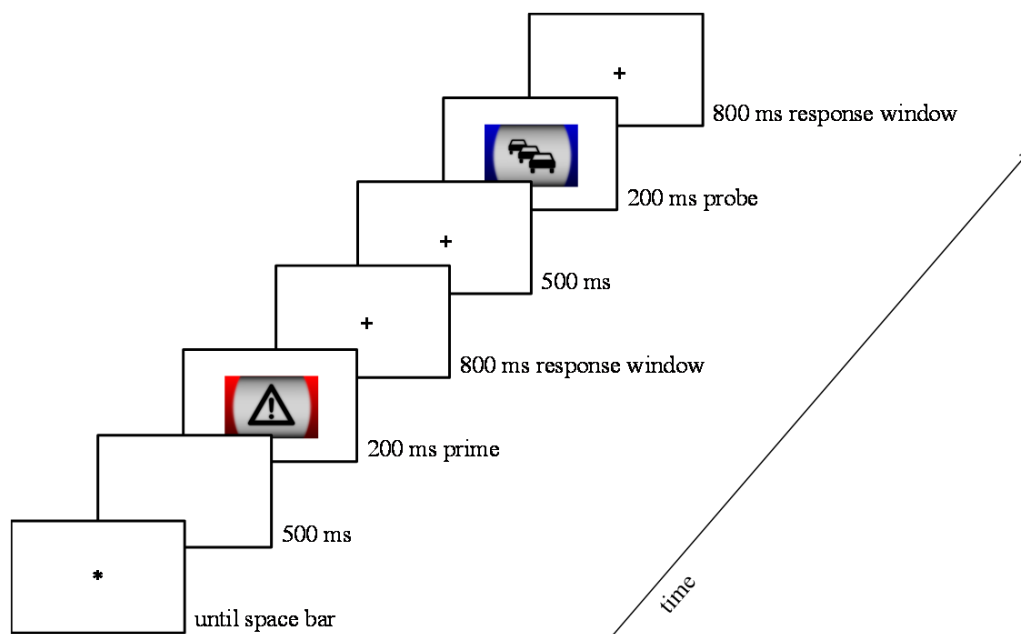 +
800 ms response window
200 ms probe
+
500 ms
+
800 ms response window
!
200 ms prime
500 ms
*
until space bar
time